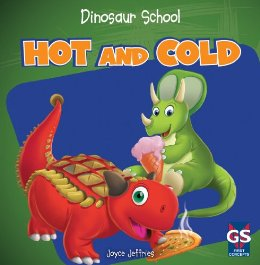 Dinosaur School
HOT AND COLD
Joyce Jeffries
GS
FIRST
CONCEPTS